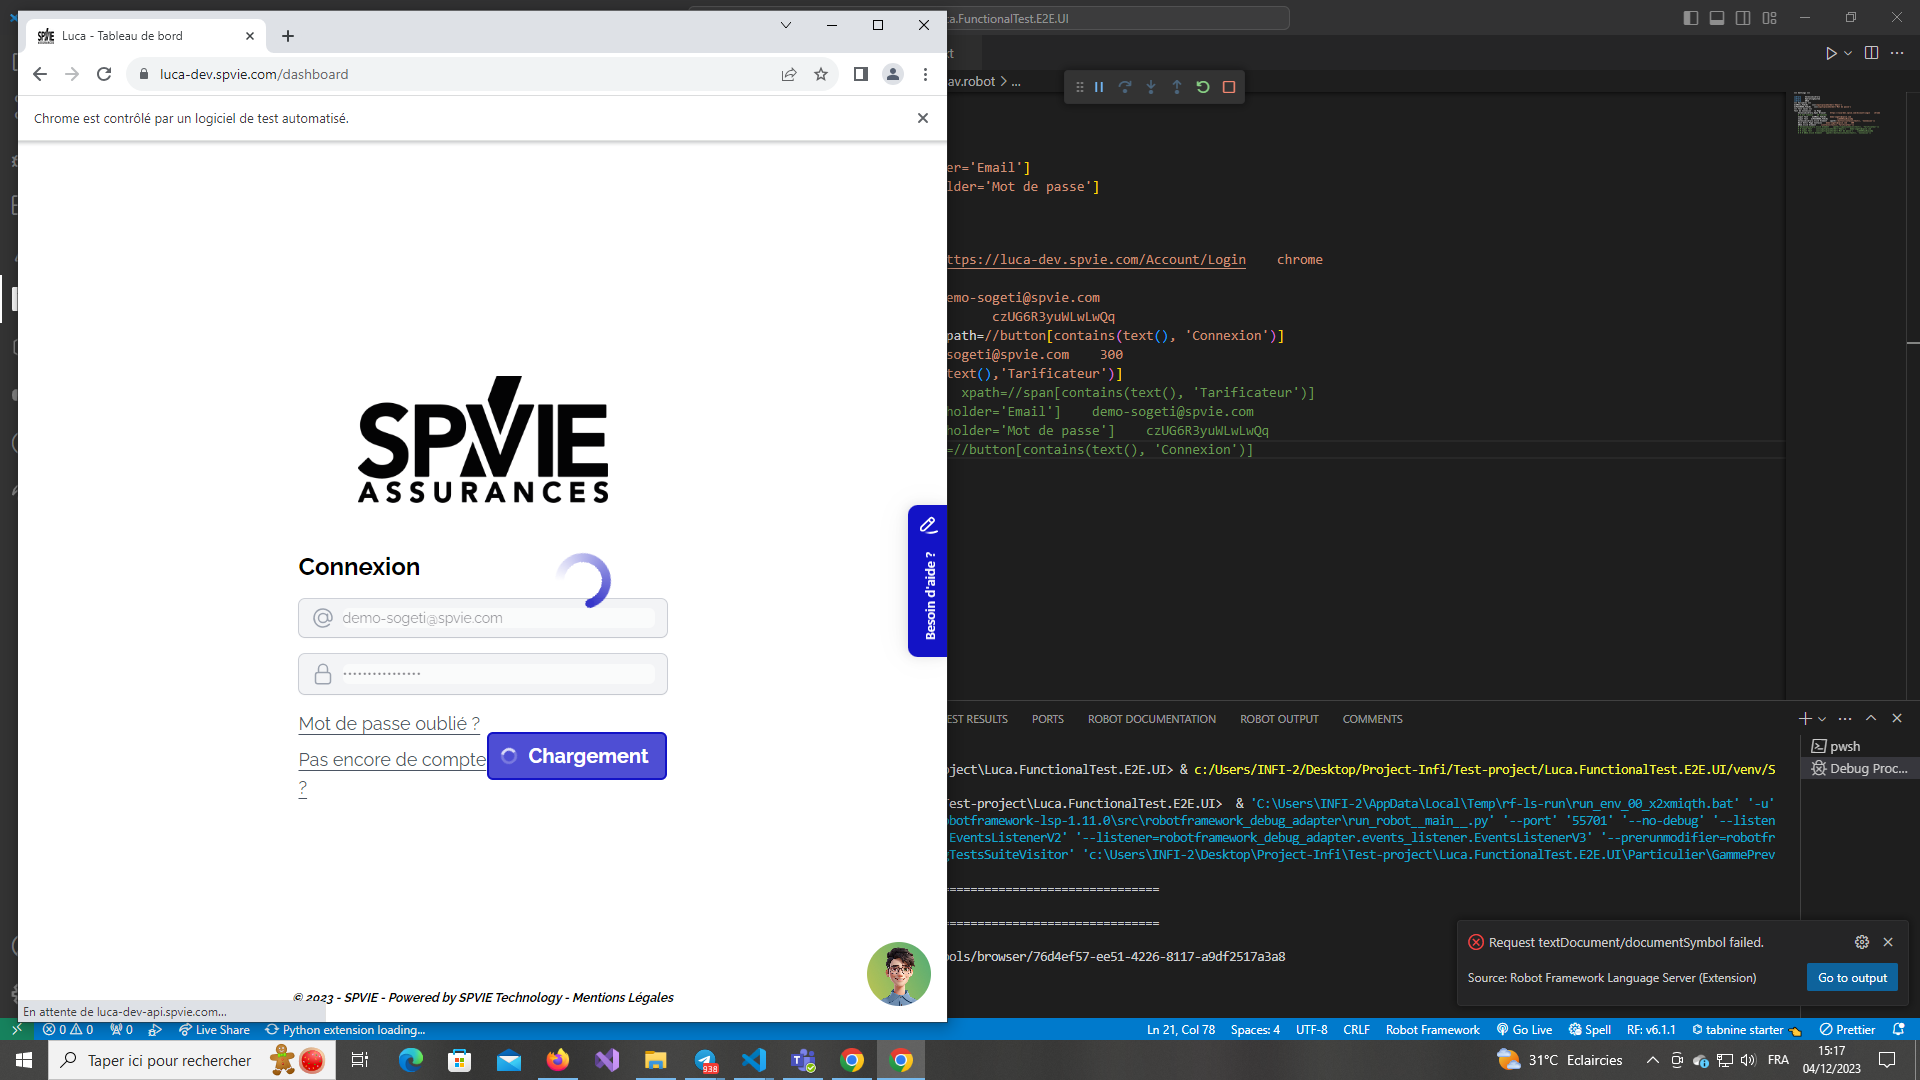 Luca - Tableau de bord
luca-dev.spvie.com/dashboard
Chrome est contrôlé par un logiciel de test automatisé.
SPVIE
ASSURANCES
Connexion
demo-sogeti@spvie.com
••••••••••••••••
Mot de passe oublié ?
Pas encore de compte
?
Chargement
Besoin d'aide ?
© 2023 - SPVIE - Powered by SPVIE Technology - Mentions Légales
En attente de luca-dev-api.spvie.com...
ca.FunctionalTest.E2E.UI
av.robot > ...
er='Email']
lder='Mot de passe']
ttps://luca-dev.spvie.com/Account/Login chrome
emo-sogeti@spvie.com
czUG6R3yuWLwLwQq
path=//button[contains(text(), 'Connexion')]
sogeti@spvie.com 300
text(),'Tarificateur')]
xpath=//span[contains(text(), 'Tarificateur')]
holder='Email'] demo-sogeti@spvie.com
holder='Mot de passe'] czUG6R3yuWLwLwQq
=//button[contains(text(), 'Connexion')]
EST RESULTS PORTS ROBOT DOCUMENTATION ROBOT OUTPUT COMMENTS
pwsh
Debug Proc...
oject\Luca.FunctionalTest.E2E.UI> & c:/Users/INFI-2/Desktop/Project-Infi/Test-project/Luca.FunctionalTest.E2E.UI/venv/S
Test-project\Luca.FunctionalTest.E2E.UI> & 'C:\Users\INFI-2\AppData\Local\Temp\rf-ls-run\run_env_00_x2xmiqth.bat' '-u'
obotframework-lsp-1.11.0\src\robotframework_debug_adapter\run_robot__main__.py' '--port' '55701' '--no-debug' '--listen
EventsListenerV2' '--listener=robotframework_debug_adapter.events_listener.EventsListenerV3' '--prerunmodifier=robotfr
gTestsSuiteVisitor' 'c:\Users\INFI-2\Desktop\Project-Infi\Test-project\Luca.FunctionalTest.E2E.UI\Particulier\GammePrev
==============================
==============================
ools/browser/76d4ef57-ee51-4226-8117-a9df2517a3a8
Request textDocument/documentSymbol failed.
Source: Robot Framework Language Server (Extension)
Go to output
0 0 0 Live Share Python extension loading...
Ln 21, Col 78 Spaces: 4 UTF-8 CRLF Robot Framework Go Live Spell RF: v6.1.1 tabnine starter Prettier
Taper ici pour rechercher
938
31°C Eclaircies
FRA
15:17
04/12/2023